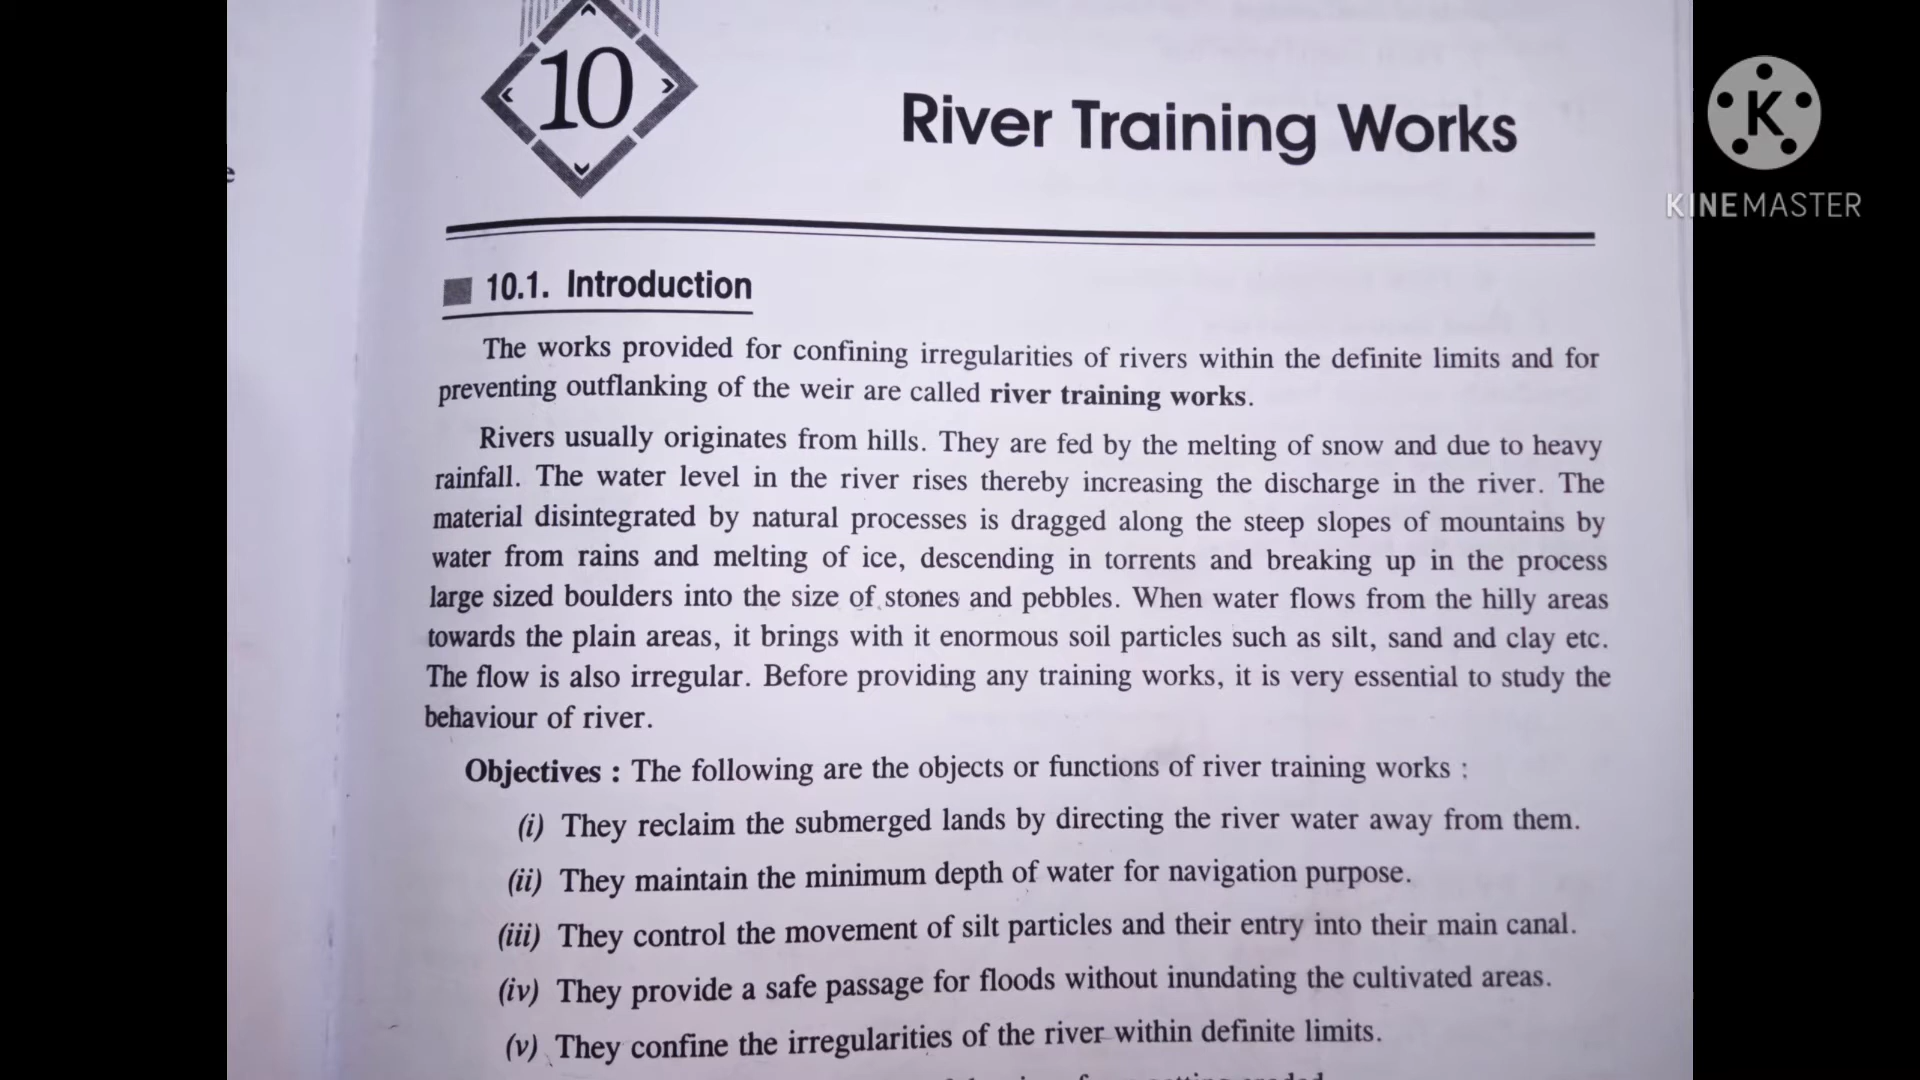 10
River Training Works
K
KINEMASTER
e
10.1. Introduction
The works provided for confining irregularities of rivers within the definite limits and for
preventing outflanking of the weir are called river training works.
Rivers usually originates from hills. They are fed by the melting of snow and due to heavy
rainfall. The water level in the river rises thereby increasing the discharge in the river. The
material disintegrated by natural processes is dragged along the steep slopes of mountains by
water from rains and melting of ice, descending in torrents and breaking up in the process
large sized boulders into the size of stones and pebbles. When water flows from the hilly areas
towards the plain areas, it brings with it enormous soil particles such as silt, sand and clay etc.
The flow is also irregular. Before providing any training works, it is very essential to study the
behaviour of river.
Objectives : The following are the objects or functions of river training works :
(i) They reclaim the submerged lands by directing the river water away from them.
(ii) They maintain the minimum depth of water for navigation purpose.
(iii) They control the movement of silt particles and their entry into their main canal.
(iv) They provide a safe passage for floods without inundating the cultivated areas.
(v) They confine the irregularities of the river within definite limits.